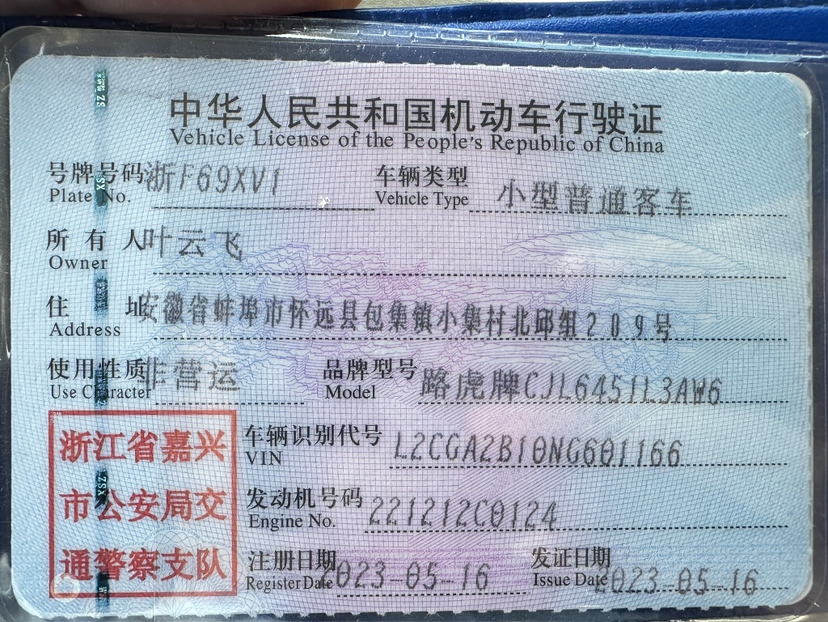 中华人民共和国机动车行驶证
Vehicle License of the People's Republic of China
号牌号码 浙F69XV1 车辆类型 小型普通客车
Plate No. Vehicle Type
所有人 叶云飞
Owner
住址 安徽省蚌埠市怀远县包集镇小集村北邱组209号
Address
使用性质 非营运 品牌型号 路虎牌CJL6451L3AW6
Use Character Model
浙江省嘉兴
市公安局交
通警察支队
车辆识别代号 L2CGA2B10NG601166
VIN
发动机号码 221212C0124
Engine No.
注册日期 2023-05-16 发证日期 2023-05-16
Register Date Issue Date